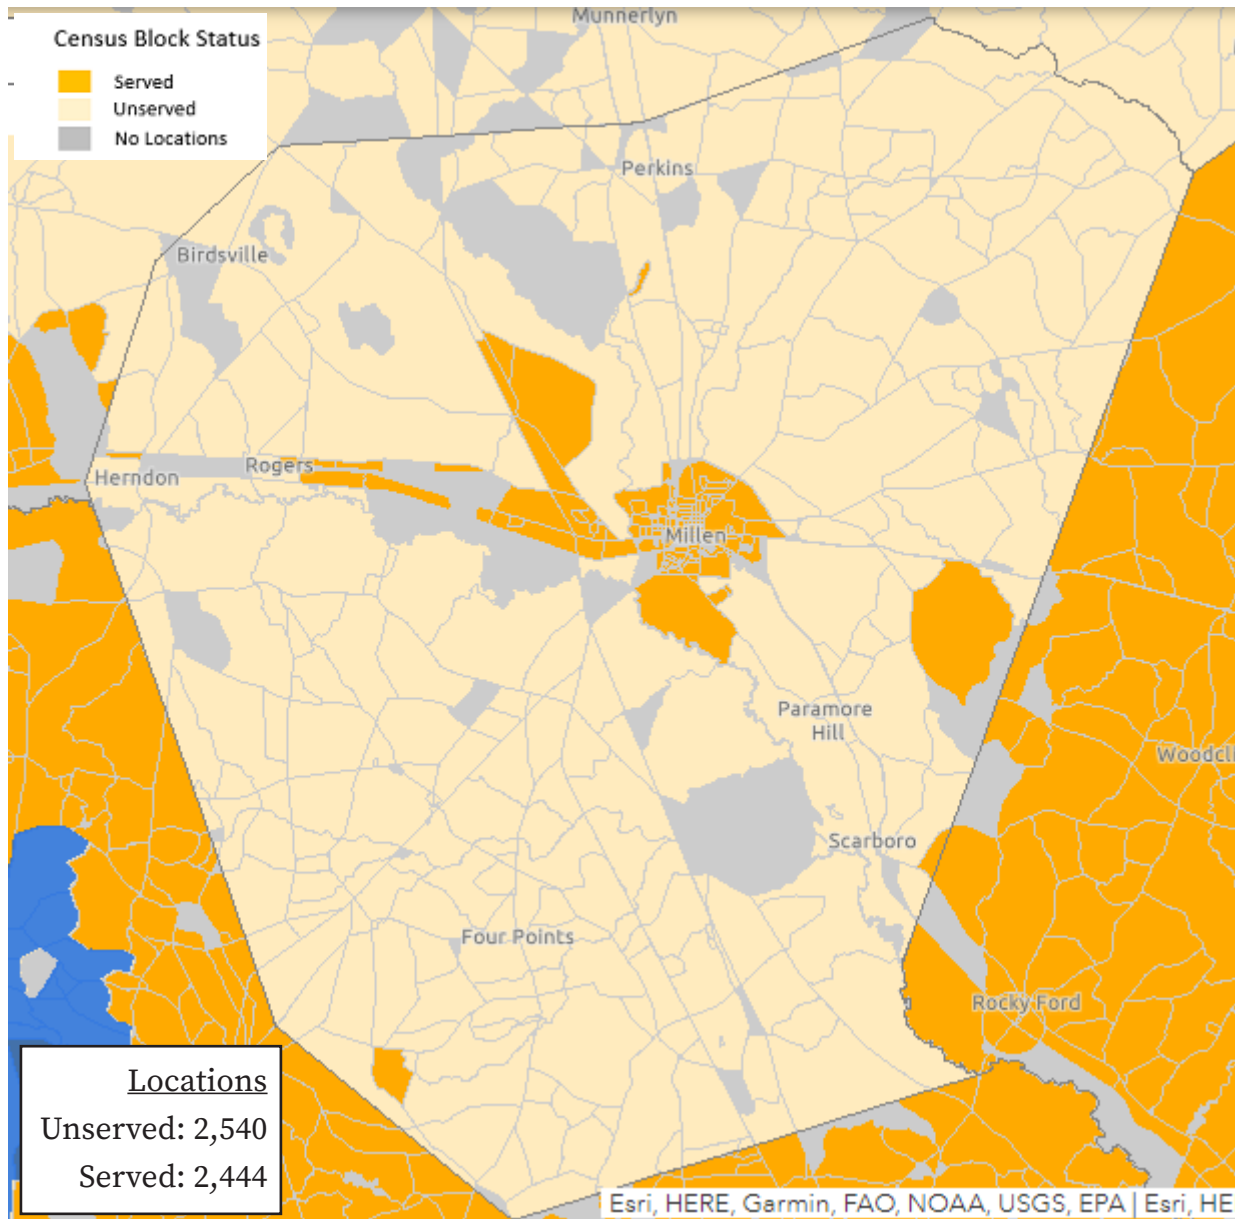 Munnerlyn
Census Block Status
Served
Unserved
No Locations
Perkins
Birdsville
Rogers
Herndon
Millen
Paramore
Hill
Woodcli
Scarboro
Four Points
Rocky Ford
Locations
Unserved: 2,540
Served: 2,444
Esri, HERE, Garmin, FAO, NOAA, USGS, EPA | Esri, HE